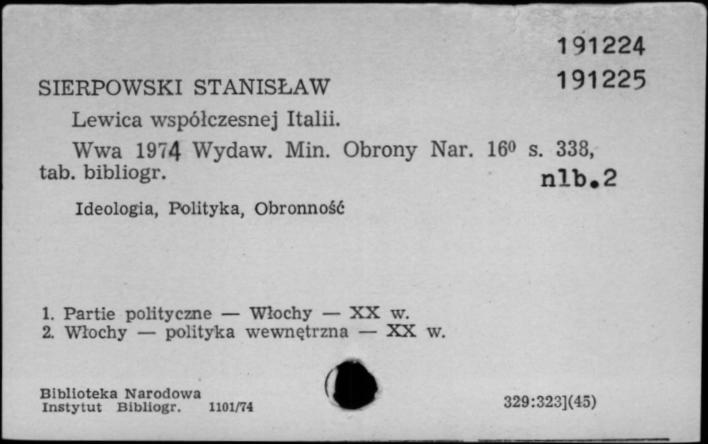 191224
SIERPOWSKI STANISŁAW 191225
Lewica współczesnej Italii.
Wwa 1974 Wydaw. Min. Obrony Nar. 16⁰ s. 338,
tab. bibliogr. nlb.2
Ideologia, Polityka, Obronność
1. Partie polityczne — Włochy — XX w.
2. Włochy — polityka wewnętrzna — XX w.
Biblioteka Narodowa
Instytut Bibliogr. 1101/74 329:323](45)